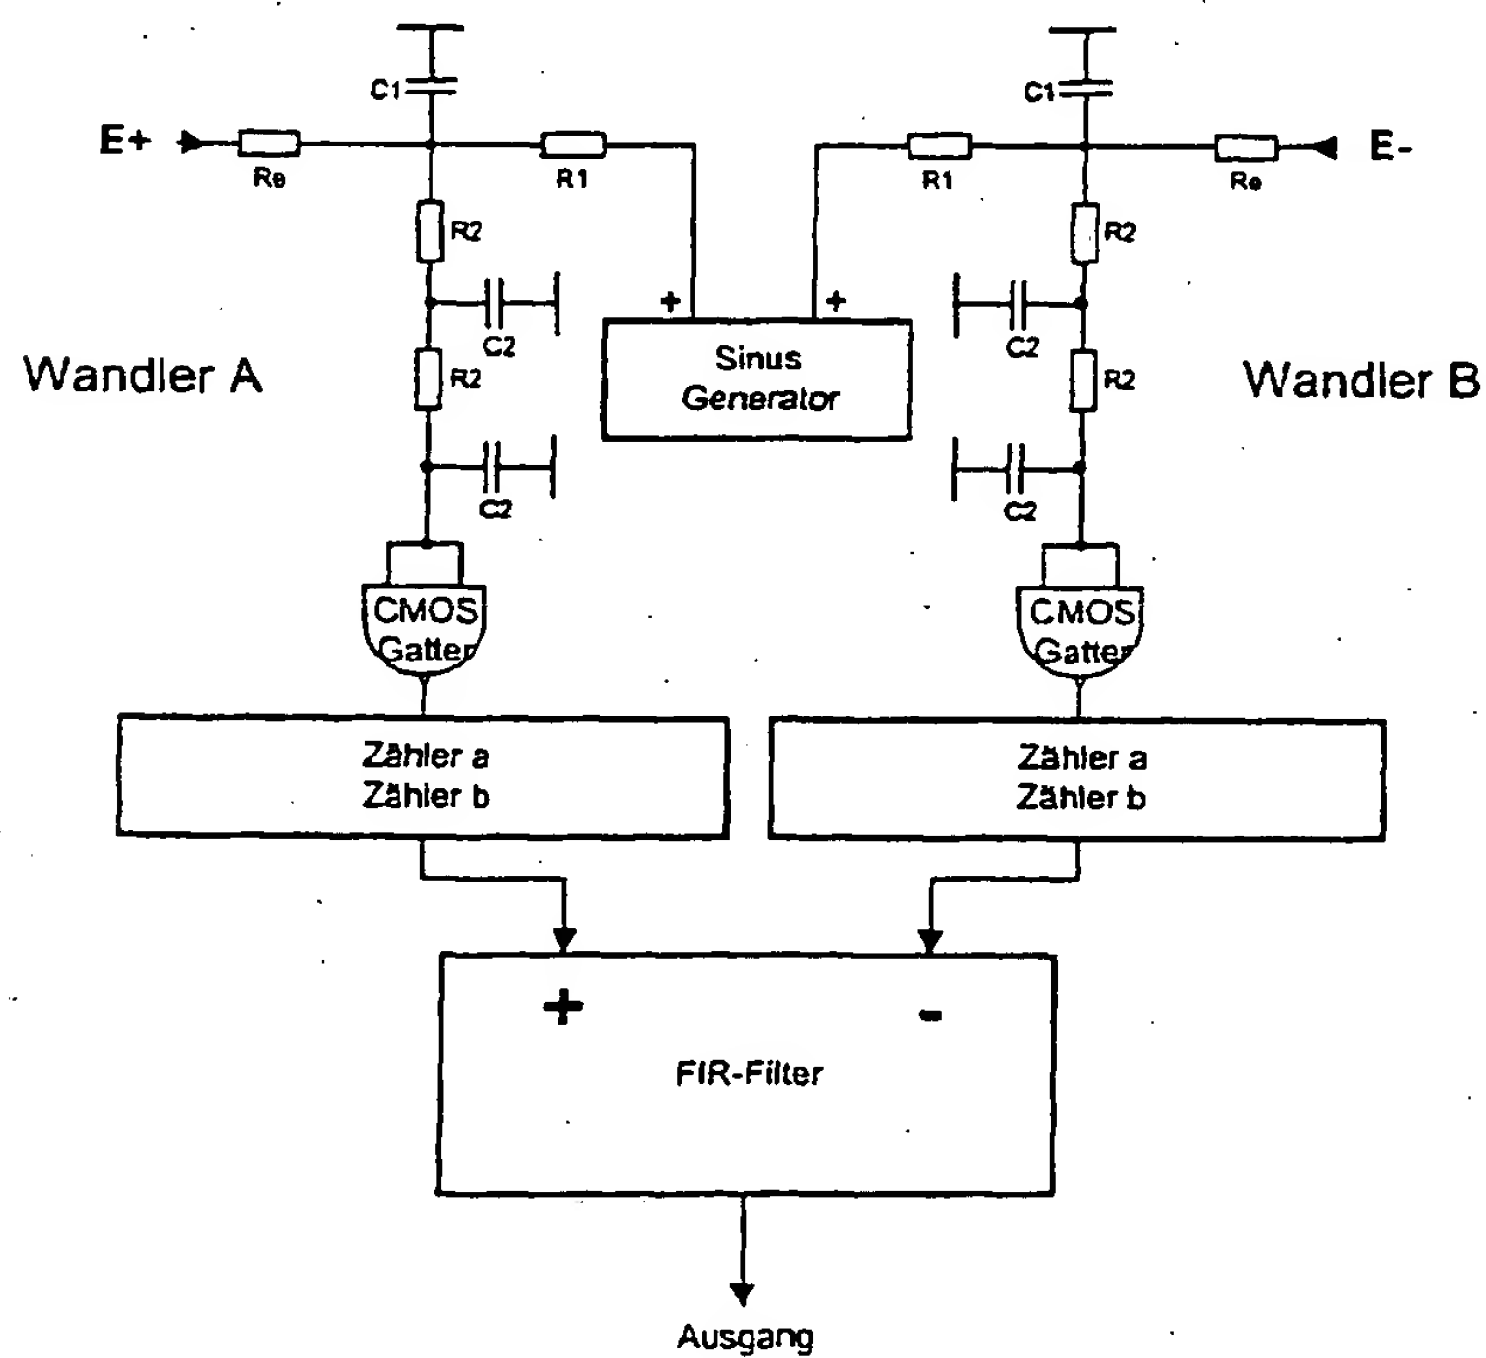 C1
C1
E+
Re
R1
R1
Re
E-
R2
R2
+
+
C2
C2
Sinus
Generator
Wandler A
R2
R2
Wandler B
C2
C2
CMOS
Gatter
CMOS
Gatter
Zähler a
Zähler b
Zähler a
Zähler b
+
-
FIR-Filter
Ausgang